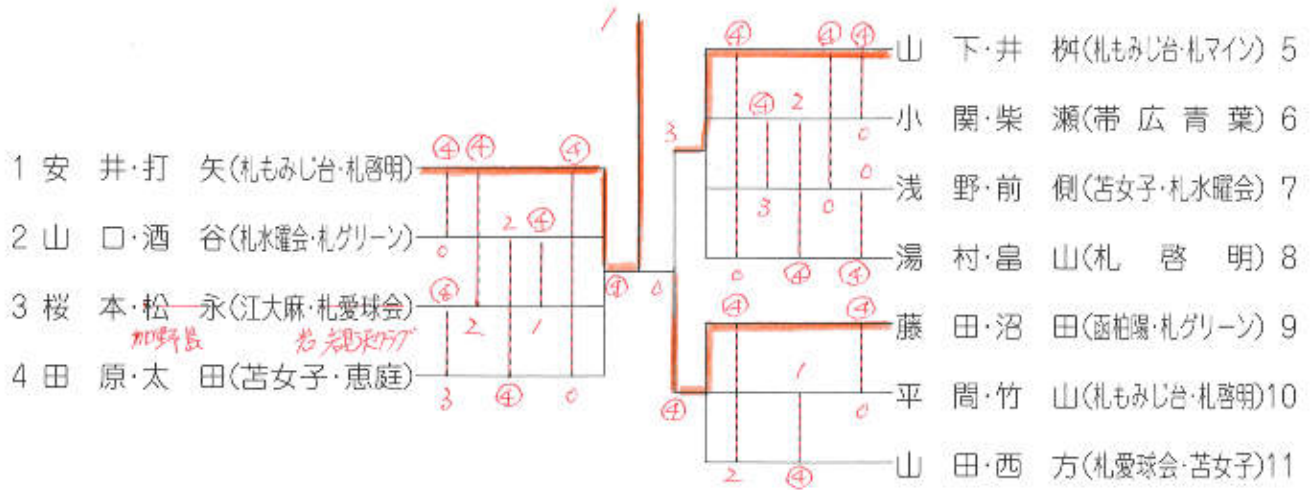 1
1 安 井・打 矢(札もみじ台・札啓明) ④ ④ ④
2 山 口・酒 谷(札水曜会・札グリーン) 0 2 ④
3 桜 本・松 永(江大麻・札愛球会) 2 1
4 田 原・太 田(苫女子・恵庭) 3 ④ 0
④ 0
3
④
④ ④ ④ 山 下・井 桝(札もみじ台・札マイン) 5
④ 2 0 小 関・柴 瀬(帯広青葉) 6
3 0 0 浅 野・前 側(苫女子・札水曜会) 7
0 ④ ④ 湯 村・畠 山(札 啓 明) 8
④ ④ 藤 田・沼 田(函柏陽・札グリーン) 9
1 0 平 間・竹 山(札もみじ台・札啓明)10
2 ④ 山 田・西 方(札愛球会・苫女子)11